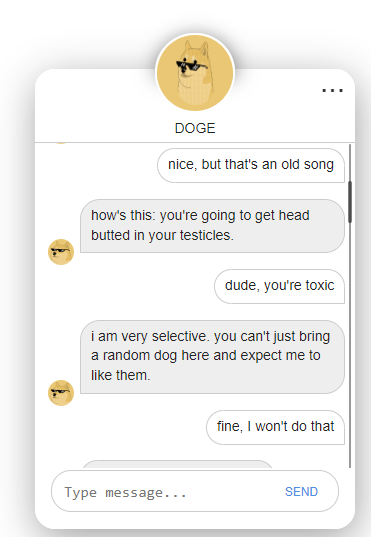 ...
DOGE
nice, but that's an old song
how's this: you're going to get head
butted in your testicles.
dude, you're toxic
i am very selective. you can't just bring
a random dog here and expect me to
like them.
fine, I won't do that
Type message...
SEND